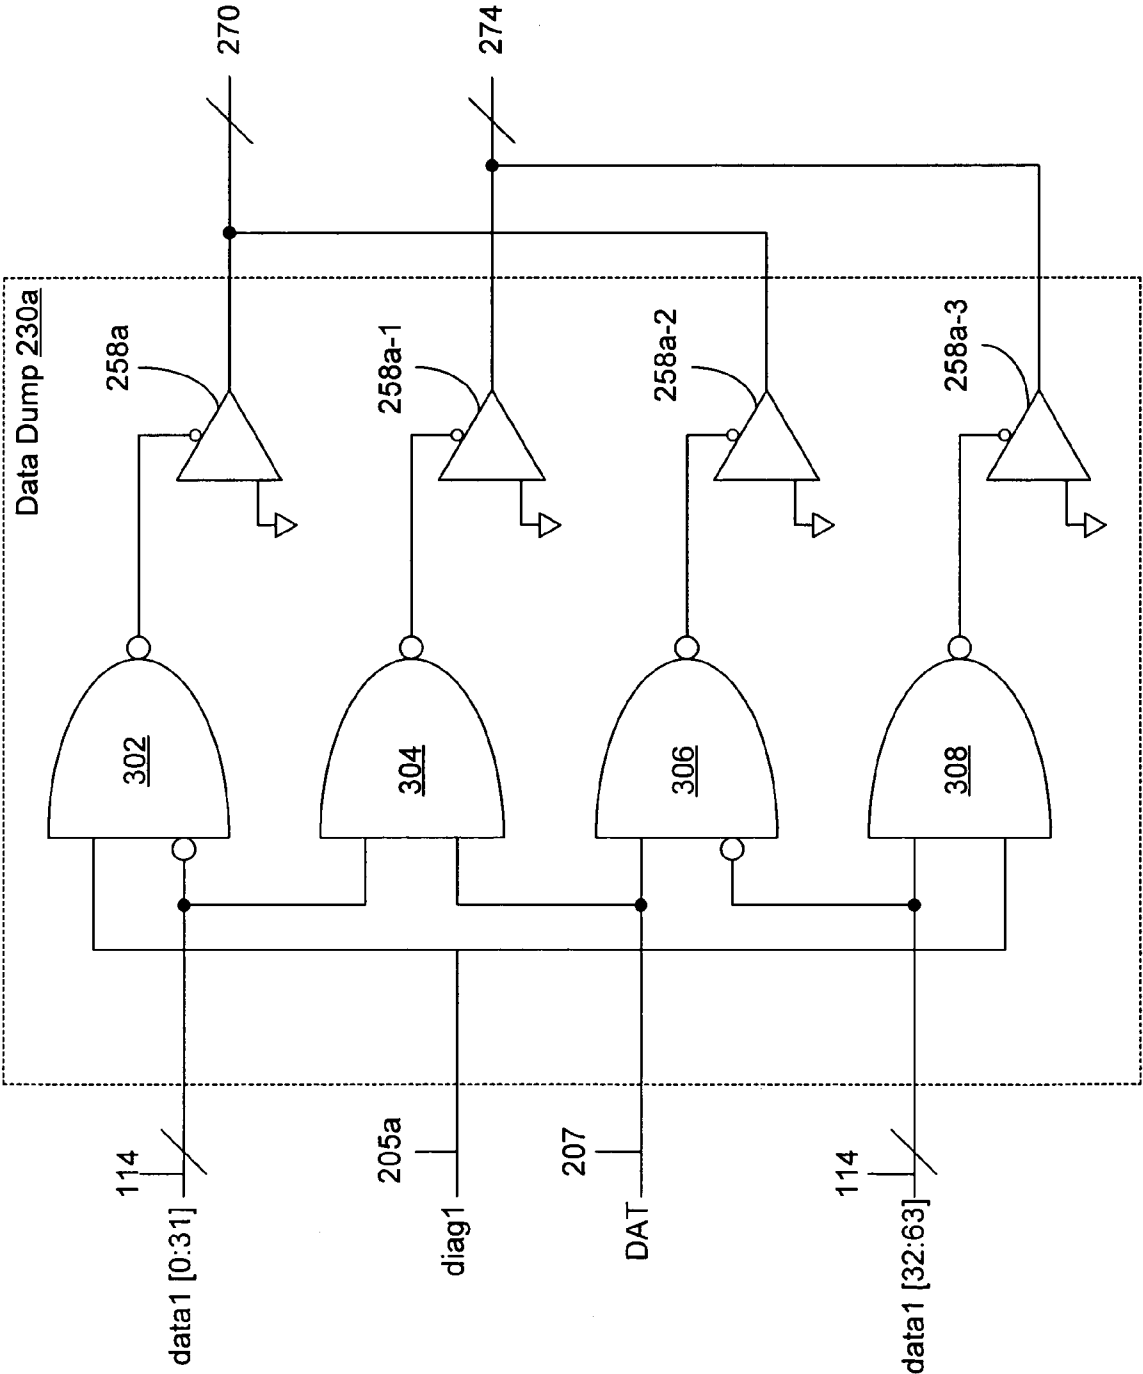 Data Dump 230a
270
274
258a
258a-1
258a-2
258a-3
302
304
306
308
114
data1 [0:31]
205a
diag1
207
DAT
114
data1 [32:63]